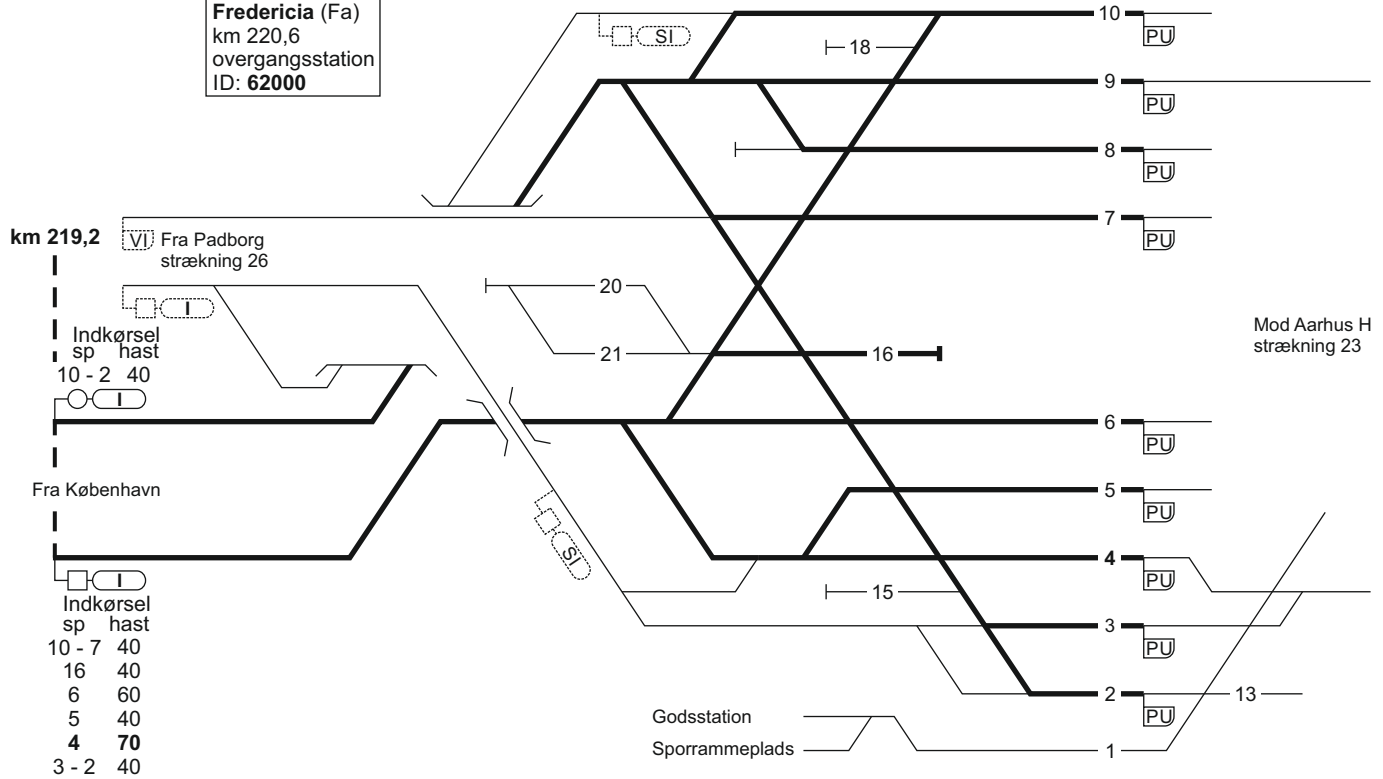 Fredericia (Fa)
km 220,6
overgangsstation
ID: 62000
SI
10
PU
18
9
PU
8
PU
7
PU
km 219,2
VI
Fra Padborg
strækning 26
I
20
21
16
Mod Aarhus H
strækning 23
Indkørsel
sp hast
10 - 2 40
I
6
PU
Fra København
5
PU
SI
4
PU
I
15
3
PU
Indkørsel
sp hast
10 - 7 40
16 40
6 60
5 40
4 70
3 - 2 40
2
PU
13
Godsstation
Sporrammeplads
1